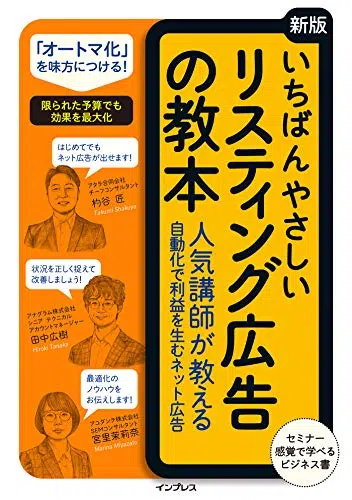 新版
いちばんやさしい
リスティング広告
の教本
人気講師が教える
自動化で利益を生むネット広告
「オートマ化」
を味方につける!
限られた予算でも
効果を最大化
はじめてでも
ネット広告が出せます!
アタラ合同会社
チーフコンサルタント
杓谷 匠
Takumi Shakuya
状況を正しく捉えて
改善しましょう!
アナグラム株式会社
シニア テクニカル
アカウントマネージャー
田中広樹
Hiroki Tanaka
最適化の
ノウハウを
お伝えします!
アユダンテ株式会社
SEMコンサルタント
宮里茉莉奈
Marina Miyazato
セミナー
感覚で学べる
ビジネス書
インプレス